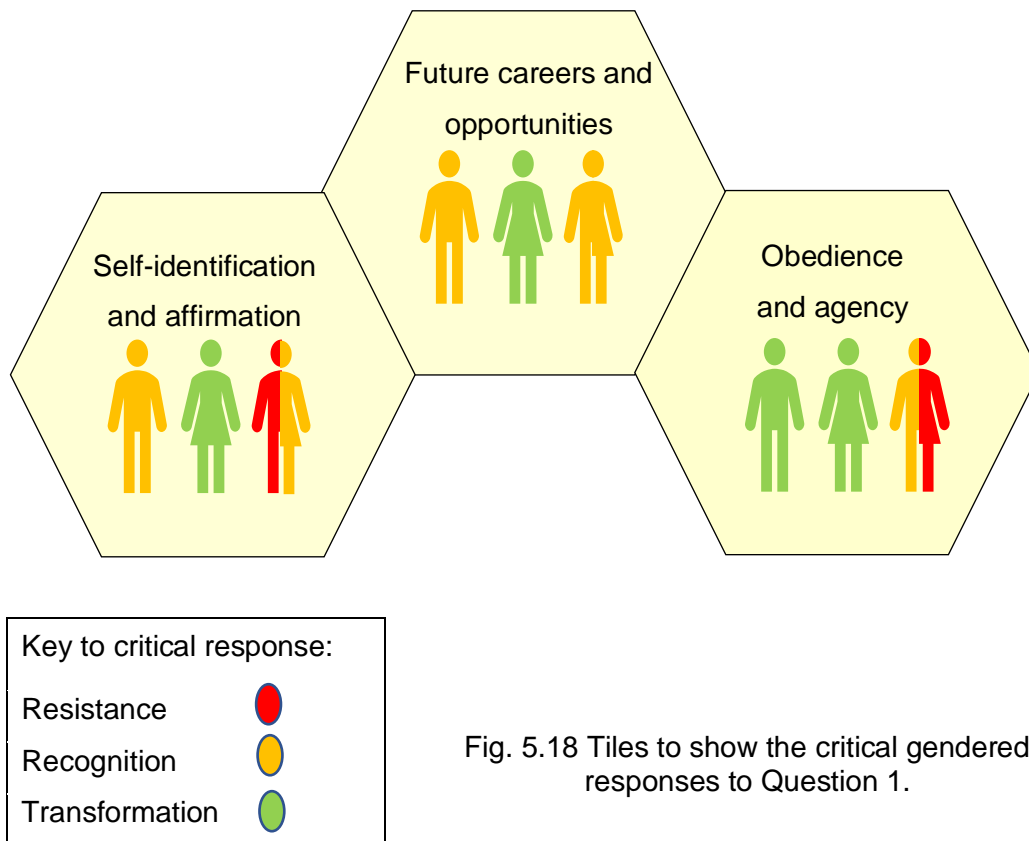 Future careers and
opportunities
Self-identification
and affirmation
Obedience
and agency
Key to critical response:
Resistance
Recognition
Transformation
Fig. 5.18 Tiles to show the critical gendered
responses to Question 1.